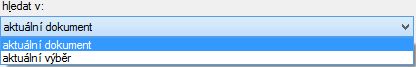 hledat v:
aktuální dokument
aktuální dokument
aktuální výběr